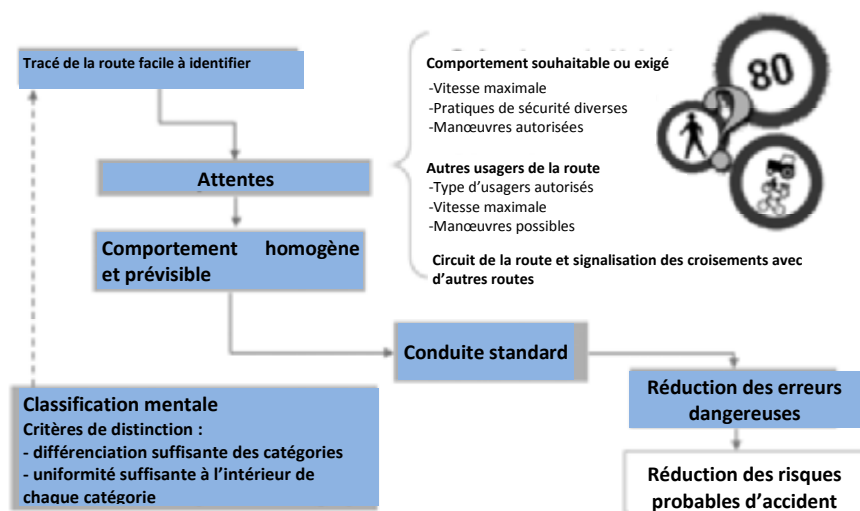 Tracé de la route facile à identifier
Attentes
Comportement homogène
et prévisible
Comportement souhaitable ou exigé
-Vitesse maximale
-Pratiques de sécurité diverses
-Manœuvres autorisées
Autres usagers de la route
-Type d’usagers autorisés
-Vitesse maximale
-Manœuvres possibles
Circuit de la route et signalisation des croisements avec
d’autres routes
80
?
Conduite standard
Classification mentale
Critères de distinction :
- différenciation suffisante des catégories
- uniformité suffisante à l’intérieur de
chaque catégorie
Réduction des erreurs
dangereuses
Réduction des risques
probables d’accident